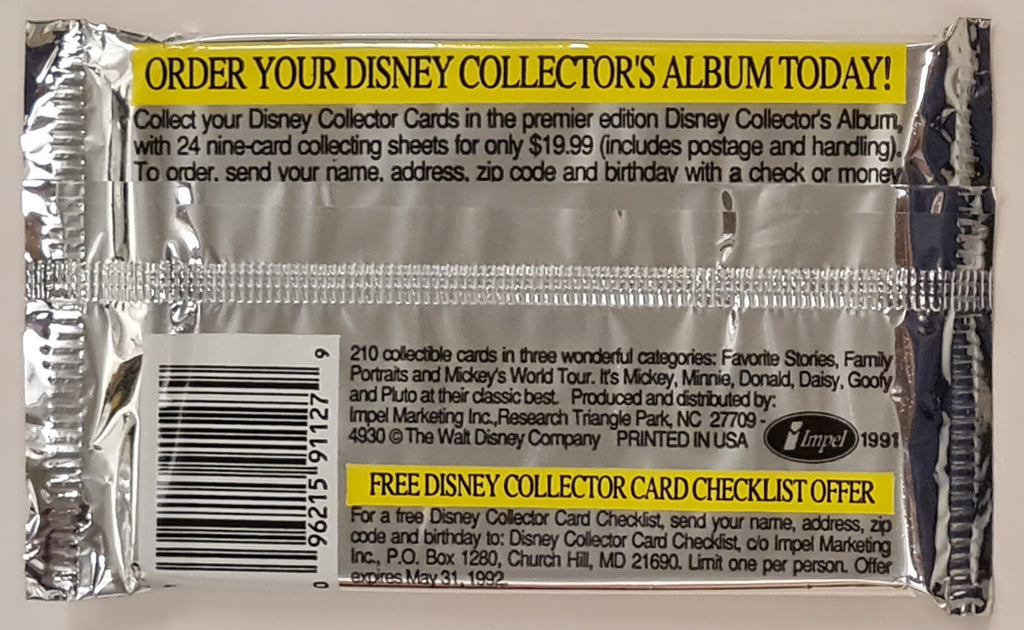 ORDER YOUR DISNEY COLLECTOR'S ALBUM TODAY!
Collect your Disney Collector Cards in the premier edition Disney Collector's Album,
with 24 nine-card collecting sheets for only $19.99 (includes postage and handling).
To order, send your name, address, zip code and birthday with a check or money
210 collectible cards in three wonderful categories: Favorite Stories, Family
Portraits and Mickey's World Tour. It's Mickey, Minnie, Donald, Daisy, Goofy
and Pluto at their classic best. Produced and distributed by:
Impel Marketing Inc.,Research Triangle Park, NC 27709-
4930 © The Walt Disney Company PRINTED IN USA
Impel 1991
FREE DISNEY COLLECTOR CARD CHECKLIST OFFER
For a free Disney Collector Card Checklist, send your name, address, zip
code and birthday to: Disney Collector Card Checklist, c/o Impel Marketing
Inc., P.O. Box 1280, Church Hill, MD 21690. Limit one per person. Offer
expires May 31, 1992.
0 96215 91127 9